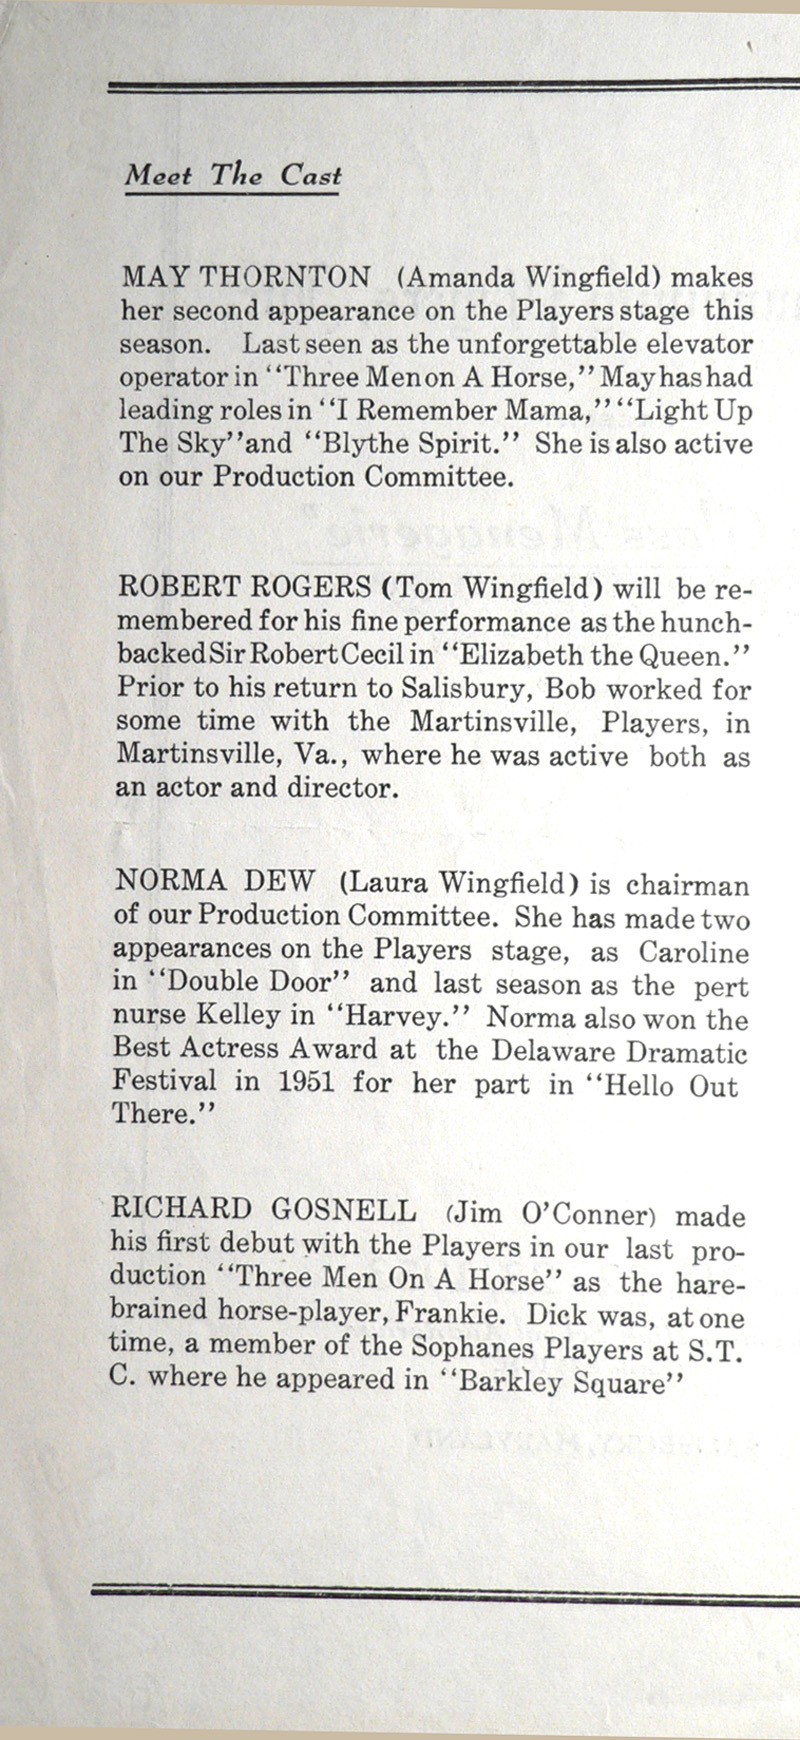 Meet The Cast
MAY THORNTON (Amanda Wingfield) makes
her second appearance on the Players stage this
season. Last seen as the unforgettable elevator
operator in "Three Men on A Horse," May has had
leading roles in "I Remember Mama," "Light Up
The Sky" and "Blythe Spirit." She is also active
on our Production Committee.
ROBERT ROGERS (Tom Wingfield) will be re-
membered for his fine performance as the hunch-
backed Sir Robert Cecil in "Elizabeth the Queen."
Prior to his return to Salisbury, Bob worked for
some time with the Martinsville, Players, in
Martinsville, Va., where he was active both as
an actor and director.
NORMA DEW (Laura Wingfield) is chairman
of our Production Committee. She has made two
appearances on the Players stage, as Caroline
in "Double Door" and last season as the pert
nurse Kelley in "Harvey." Norma also won the
Best Actress Award at the Delaware Dramatic
Festival in 1951 for her part in "Hello Out
There."
RICHARD GOSNELL (Jim O'Conner) made
his first debut with the Players in our last pro-
duction "Three Men On A Horse" as the hare-
brained horse-player, Frankie. Dick was, at one
time, a member of the Sophanes Players at S.T.
C. where he appeared in "Barkley Square"